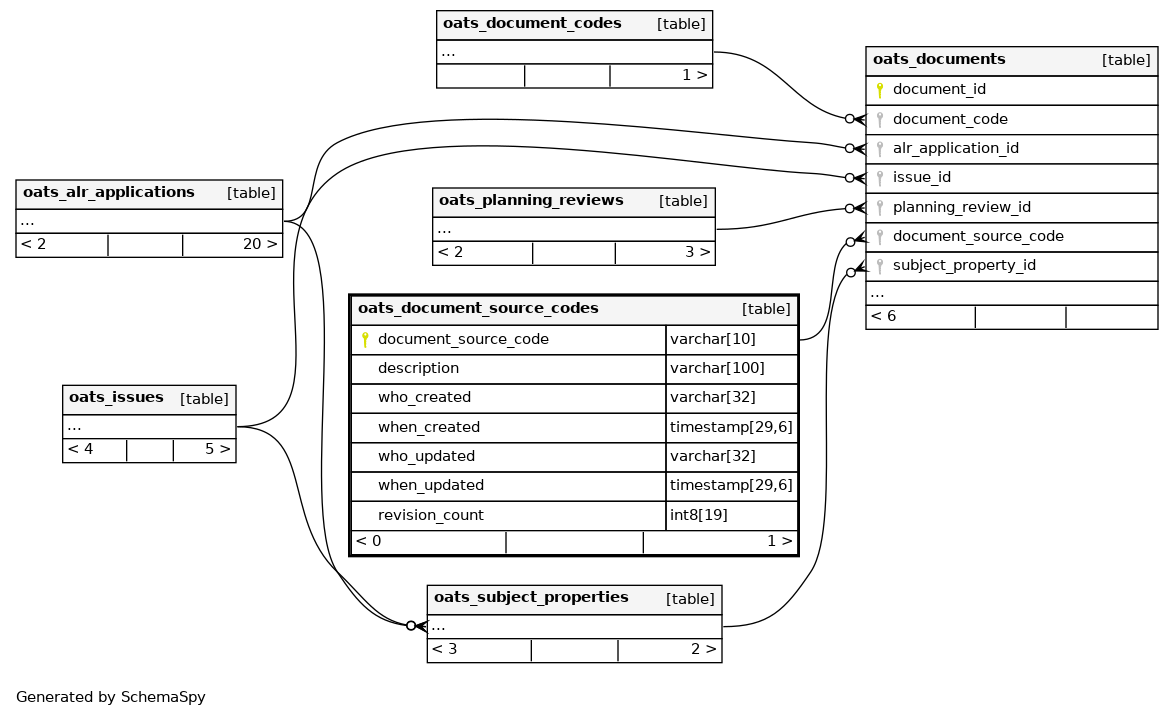 oats_document_codes [table]
...
1 >
oats_documents [table]
document_id
document_code
alr_application_id
issue_id
planning_review_id
document_source_code
subject_property_id
...
< 6
oats_alr_applications [table]
...
< 2 20 >
oats_planning_reviews [table]
...
< 2 3 >
oats_document_source_codes [table]
document_source_code varchar[10]
description varchar[100]
who_created varchar[32]
when_created timestamp[29,6]
who_updated varchar[32]
when_updated timestamp[29,6]
revision_count int8[19]
< 0 1 >
oats_issues [table]
...
< 4 5 >
oats_subject_properties [table]
...
< 3 2 >
Generated by SchemaSpy